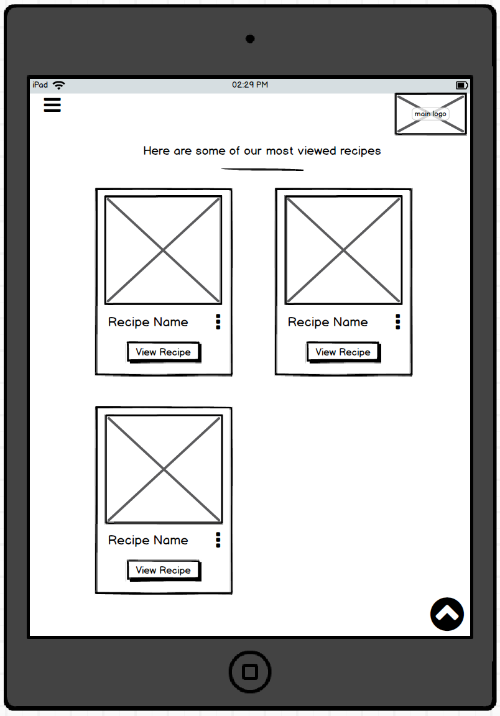 iPad
02:29 PM
main logo
Here are some of our most viewed recipes
Recipe Name
Recipe Name
View Recipe
View Recipe
Recipe Name
View Recipe